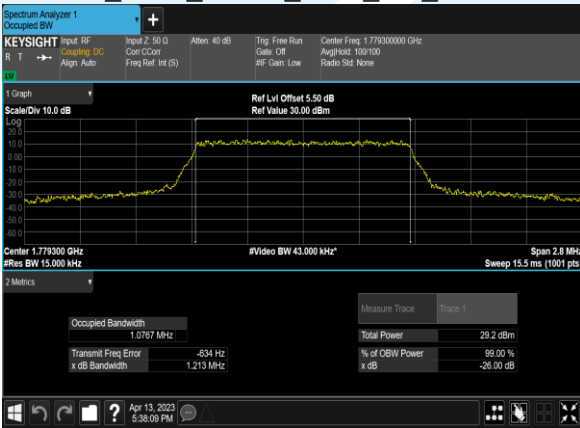 Spectrum Analyzer 1
Occupied BW
+
KEYSIGHT
R T
LXI
Input: RF
Coupling: DC
Align: Auto
Input Z: 50 Ω
Corr CCorr
Freq Ref: Int (S)
Atten: 40 dB
Trig: Free Run
Gate: Off
#IF Gain: Low
Center Freq: 1.779300000 GHz
Avg|Hold: 100/100
Radio Std: None
1 Graph
Scale/Div 10.0 dB
Ref Lvl Offset 5.50 dB
Ref Value 30.00 dBm
Log
20.0
10.0
0.00
-10.0
-20.0
-30.0
-40.0
-50.0
-60.0
Center 1.779300 GHz
#Res BW 15.000 kHz
#Video BW 43.000 kHz*
Span 2.8 MHz
Sweep 15.5 ms (1001 pts)
2 Metrics
Measure Trace Trace 1
Occupied Bandwidth
1.0767 MHz
Total Power 29.2 dBm
Transmit Freq Error -634 Hz
% of OBW Power 99.00 %
x dB Bandwidth 1.213 MHz
x dB -26.00 dB
?
Apr 13, 2023
5:38:09 PM